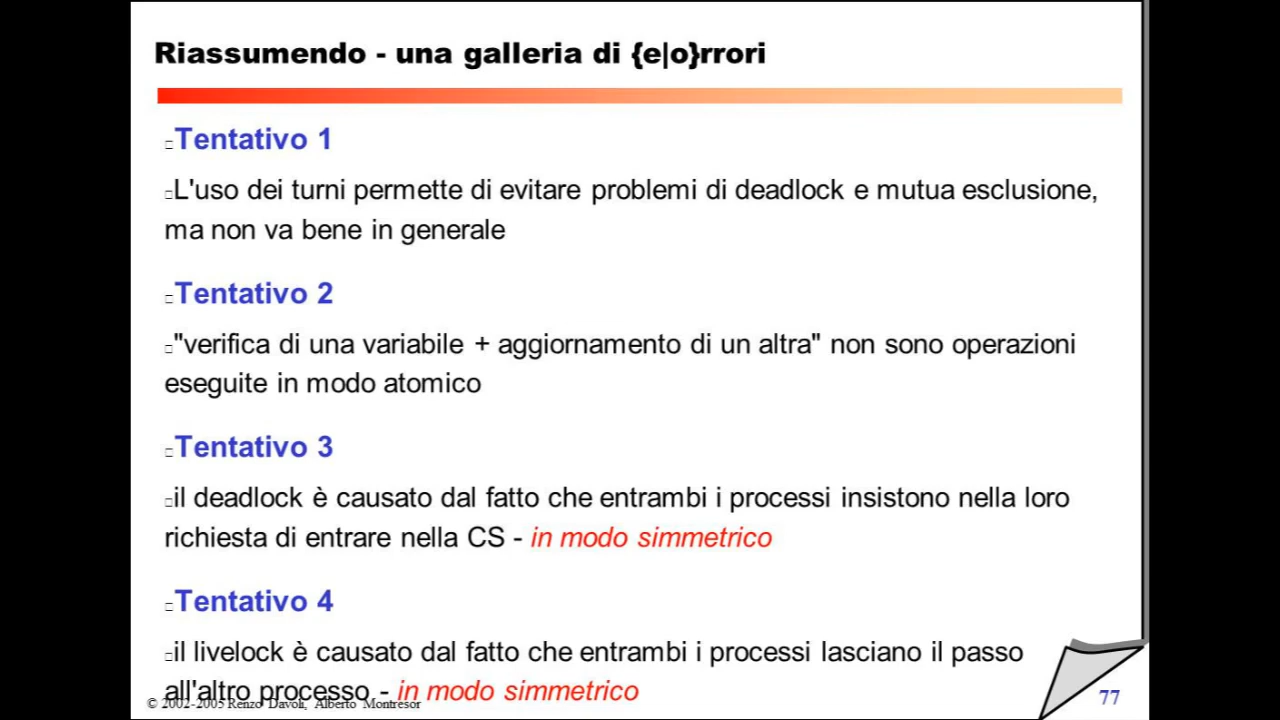 Riassumendo - una galleria di {e|o}rrori
Tentativo 1
L'uso dei turni permette di evitare problemi di deadlock e mutua esclusione,
ma non va bene in generale
Tentativo 2
"verifica di una variabile + aggiornamento di un altra" non sono operazioni
eseguite in modo atomico
Tentativo 3
il deadlock è causato dal fatto che entrambi i processi insistono nella loro
richiesta di entrare nella CS - in modo simmetrico
Tentativo 4
il livelock è causato dal fatto che entrambi i processi lasciano il passo
all'altro processo - in modo simmetrico
© 2002-2005 Renzo Davoli, Alberto Montresor
77